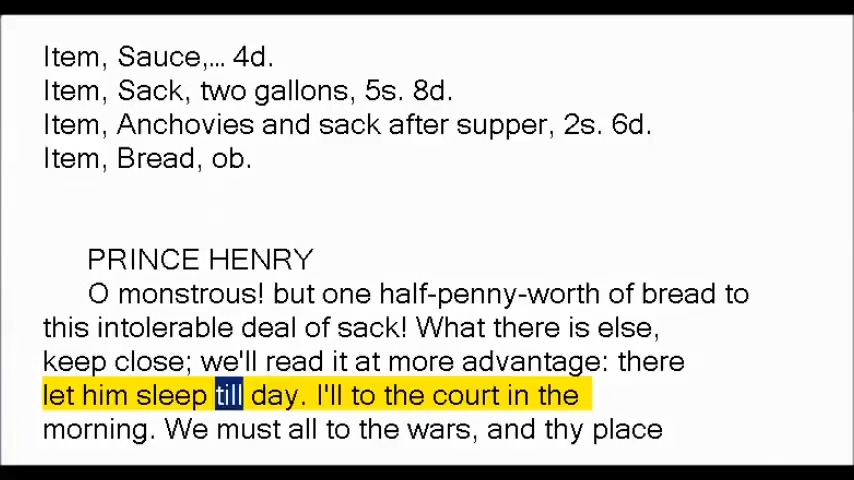 Item, Sauce,... 4d.
Item, Sack, two gallons, 5s. 8d.
Item, Anchovies and sack after supper, 2s. 6d.
Item, Bread, ob.
PRINCE HENRY
O monstrous! but one half-penny-worth of bread to
this intolerable deal of sack! What there is else,
keep close; we'll read it at more advantage: there
let him sleep till day. I'll to the court in the
morning. We must all to the wars, and thy place